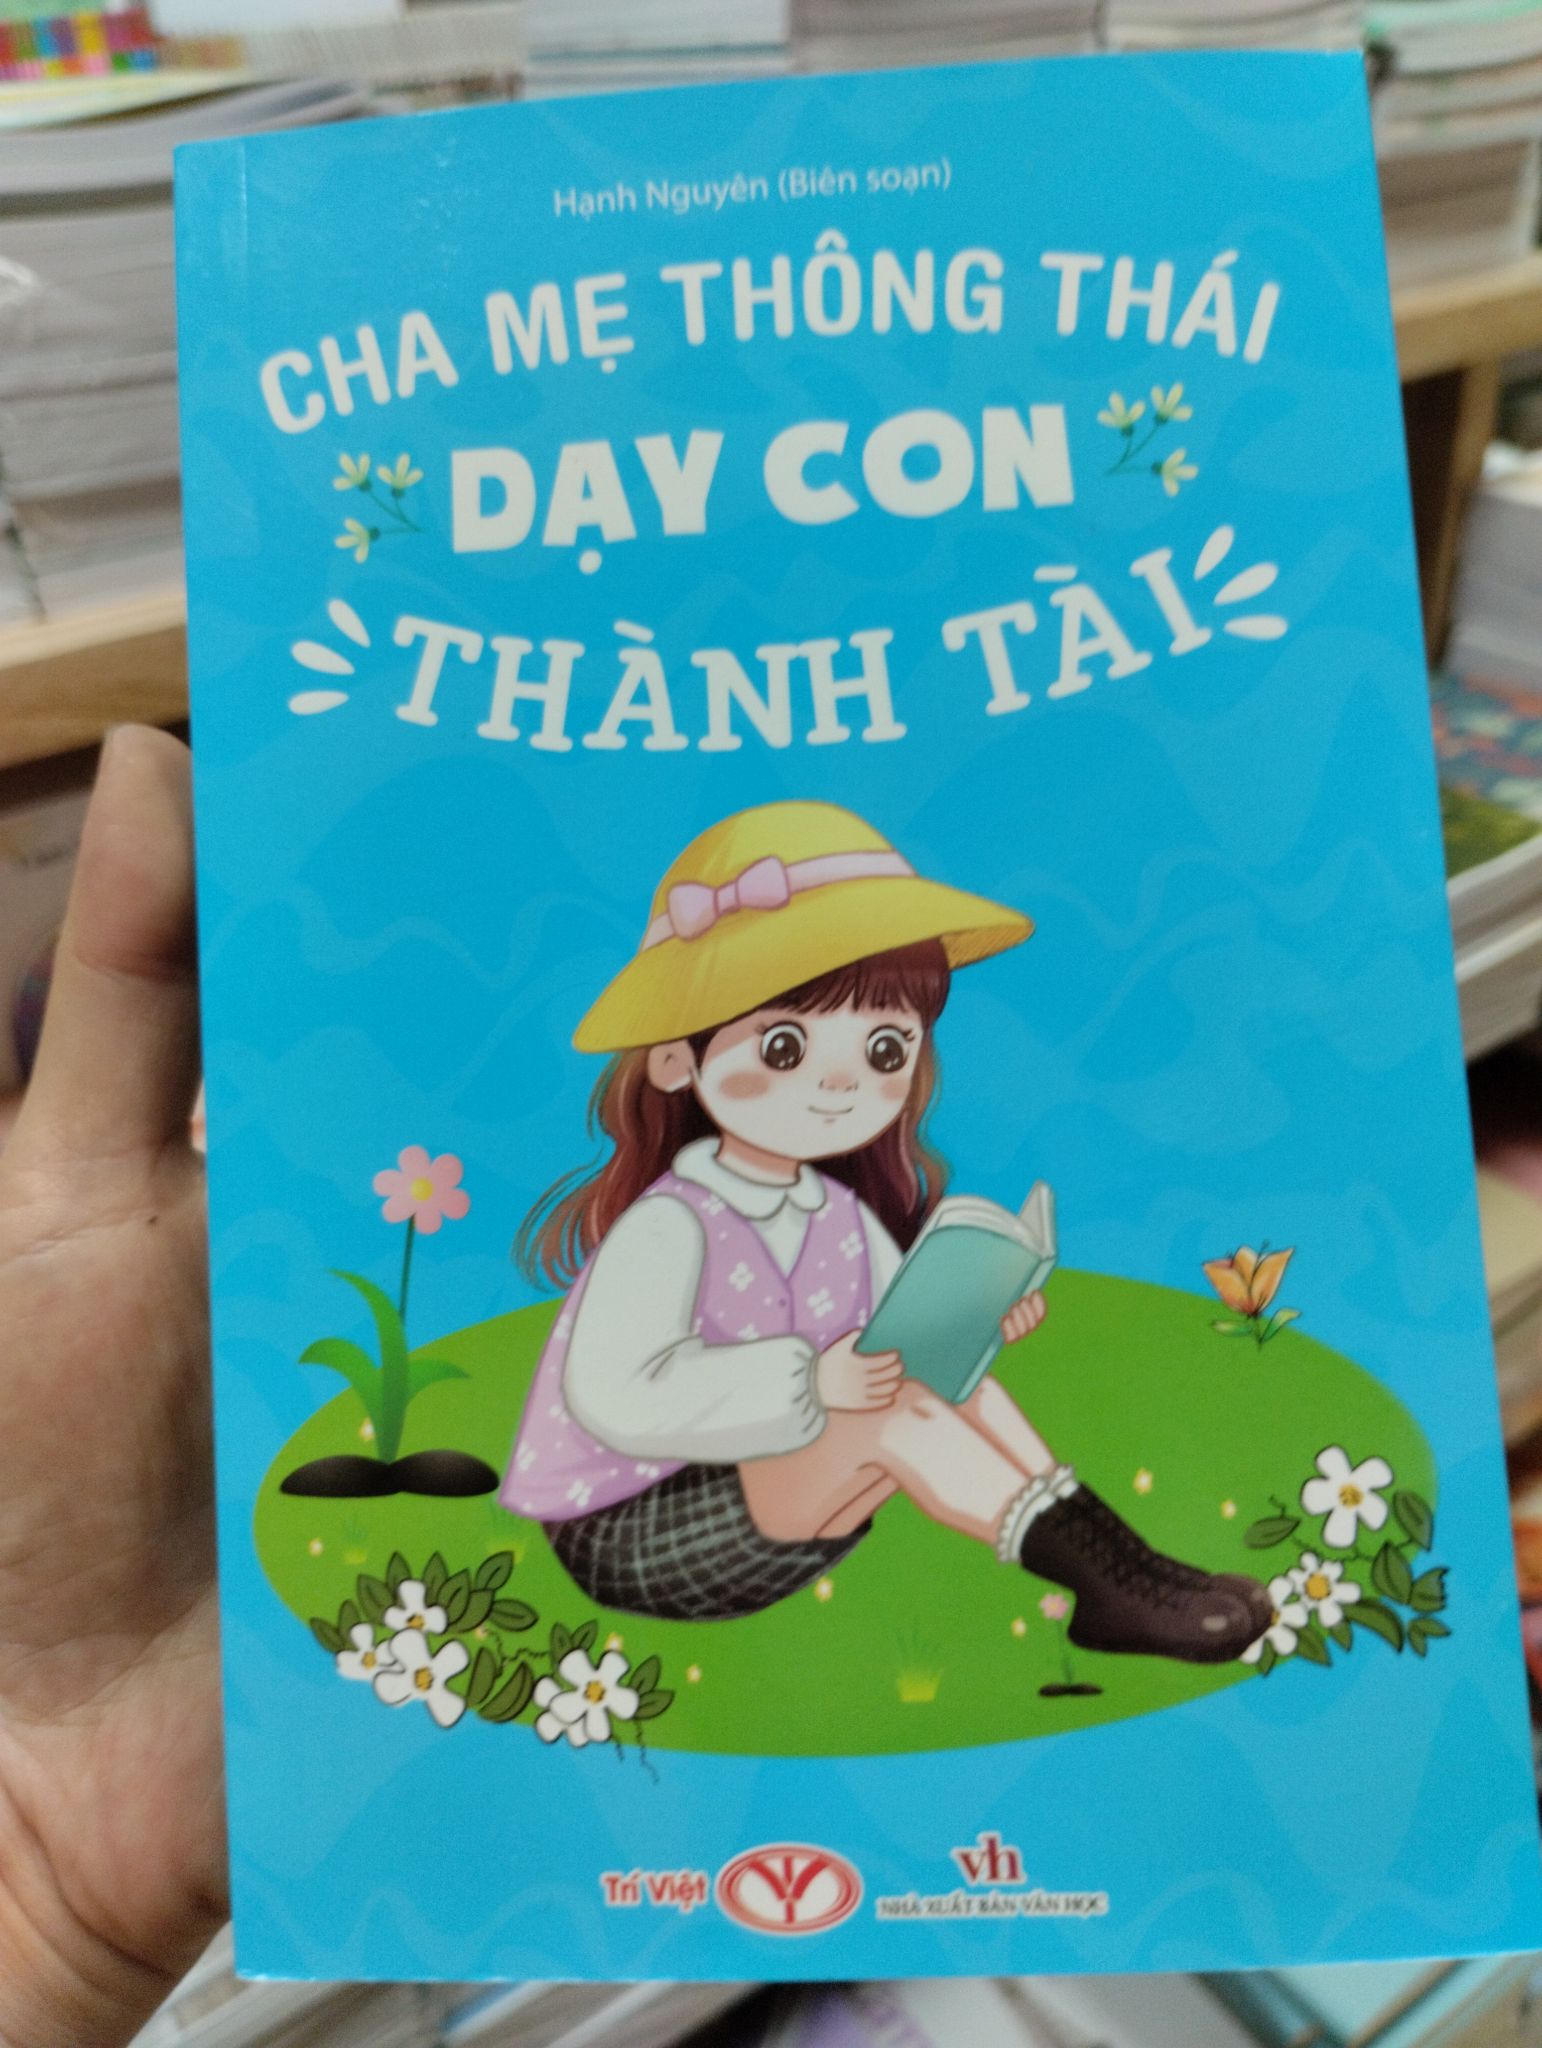 Hạnh Nguyên (Biên soạn)
CHA MẸ THÔNG THÁI
DẠY CON
THÀNH TÀI
Trí Việt
vh
NHÀ XUẤT BẢN VĂN HỌC